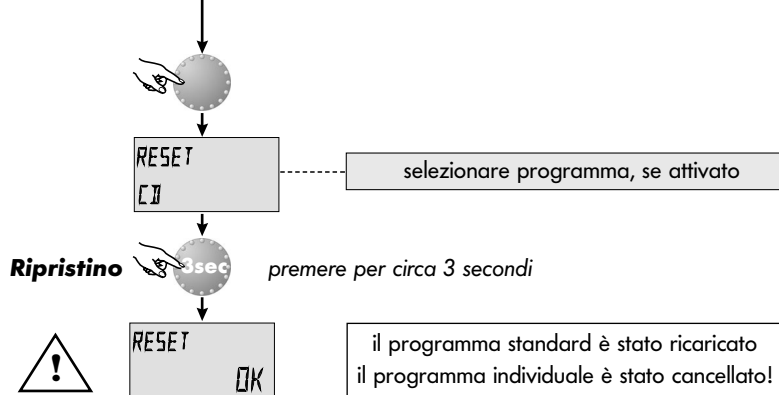 RESET
CD
selezionare programma, se attivato
Ripristino 3sec premere per circa 3 secondi
!
RESET
OK
il programma standard è stato ricaricato
il programma individuale è stato cancellato!